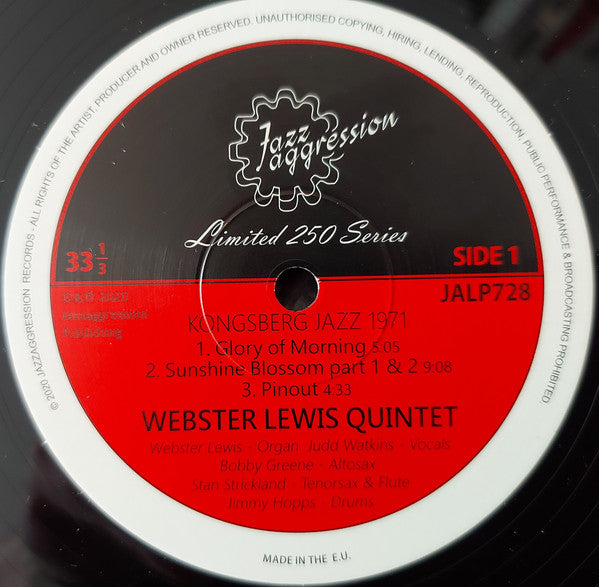 © 2020 JAZZAGGRESSION RECORDS - ALL RIGHTS OF THE ARTIST, PRODUCER AND OWNER RESERVED. UNAUTHORISED COPYING, HIRING, LENDING, REPRODUCTION, PUBLIC PERFORMANCE & BROADCASTING PROHIBITED.
Jazz
aggression
Limited 250 Series
33 1/3
SIDE 1
℗ & © 2020
Jazzaggression
Publishing
JALP728
KONGSBERG JAZZ 1971
1. Glory of Morning 5:05
2. Sunshine Blossom part 1 & 2 9:08
3. Pinout 4:33
WEBSTER LEWIS QUINTET
Webster Lewis - Organ Judd Watkins - Vocals
Bobby Greene - Altosax
Stan Strickland - Tenorsax & Flute
Jimmy Hopps - Drums
MADE IN THE E.U.